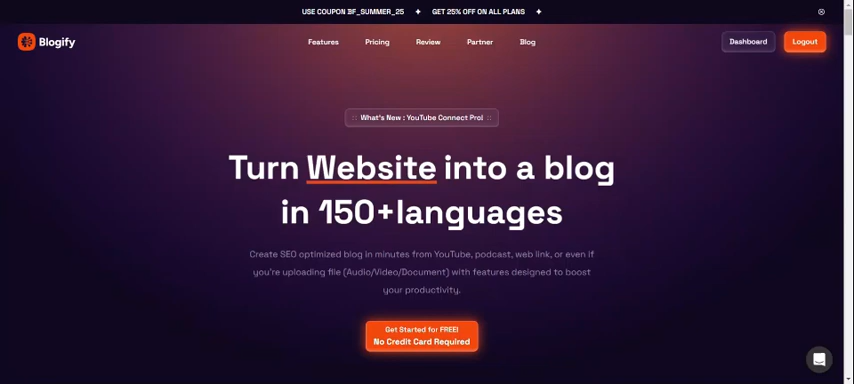 USE COUPON BF_SUMMER_25 ✦ GET 25% OFF ON ALL PLANS ✦
Blogify
Features Pricing Review Partner Blog
Dashboard Logout
:: What's New : YouTube Connect Pro! ::
Turn Website into a blog
in 150+languages
Create SEO optimized blog in minutes from YouTube, podcast, web link, or even if
you're uploading file (Audio/Video/Document) with features designed to boost
your productivity.
Get Started for FREE!
No Credit Card Required